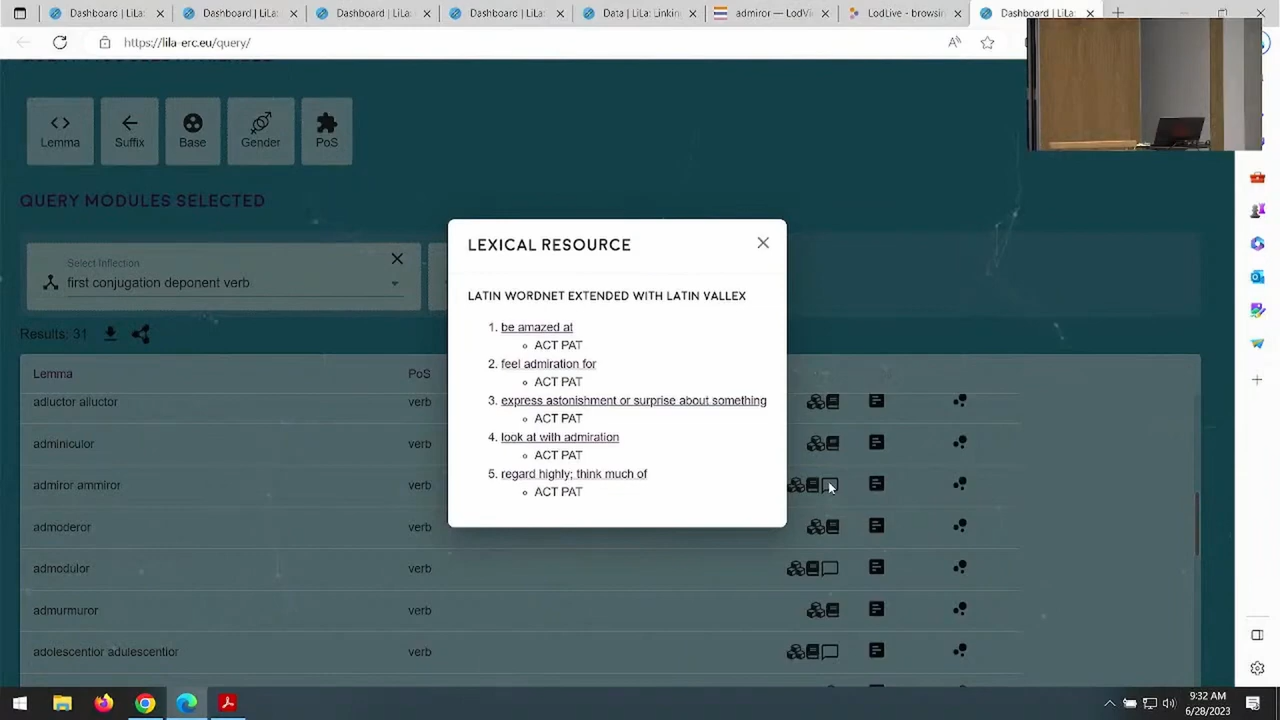 Dashboard | LiLa:
Dashboard | LiLa:
Dashboard | LiLa:
Dashboard | LiLa:
Data | LiLa: Linkin
admiror — LodVi
LodLive - brows
Dashboard | LiLa:
https://lila-erc.eu/query/
Lemma
Suffix
Base
Gender
PoS
QUERY MODULES SELECTED
Select Inflection
first conjugation deponent verb
Results: 31
Lemma PoS
adluctor alluctor verb
adminiculor verb
admiror ammiror verb
admoderor verb
admodulor verb
admurmuror verb
adolescentior adulescentior verb
LEXICAL RESOURCE
LATIN WORDNET EXTENDED WITH LATIN VALLEX
1. be amazed at
ACT PAT
2. feel admiration for
ACT PAT
3. express astonishment or surprise about something
ACT PAT
4. look at with admiration
ACT PAT
5. regard highly; think much of
ACT PAT
9:32 AM
6/28/2023